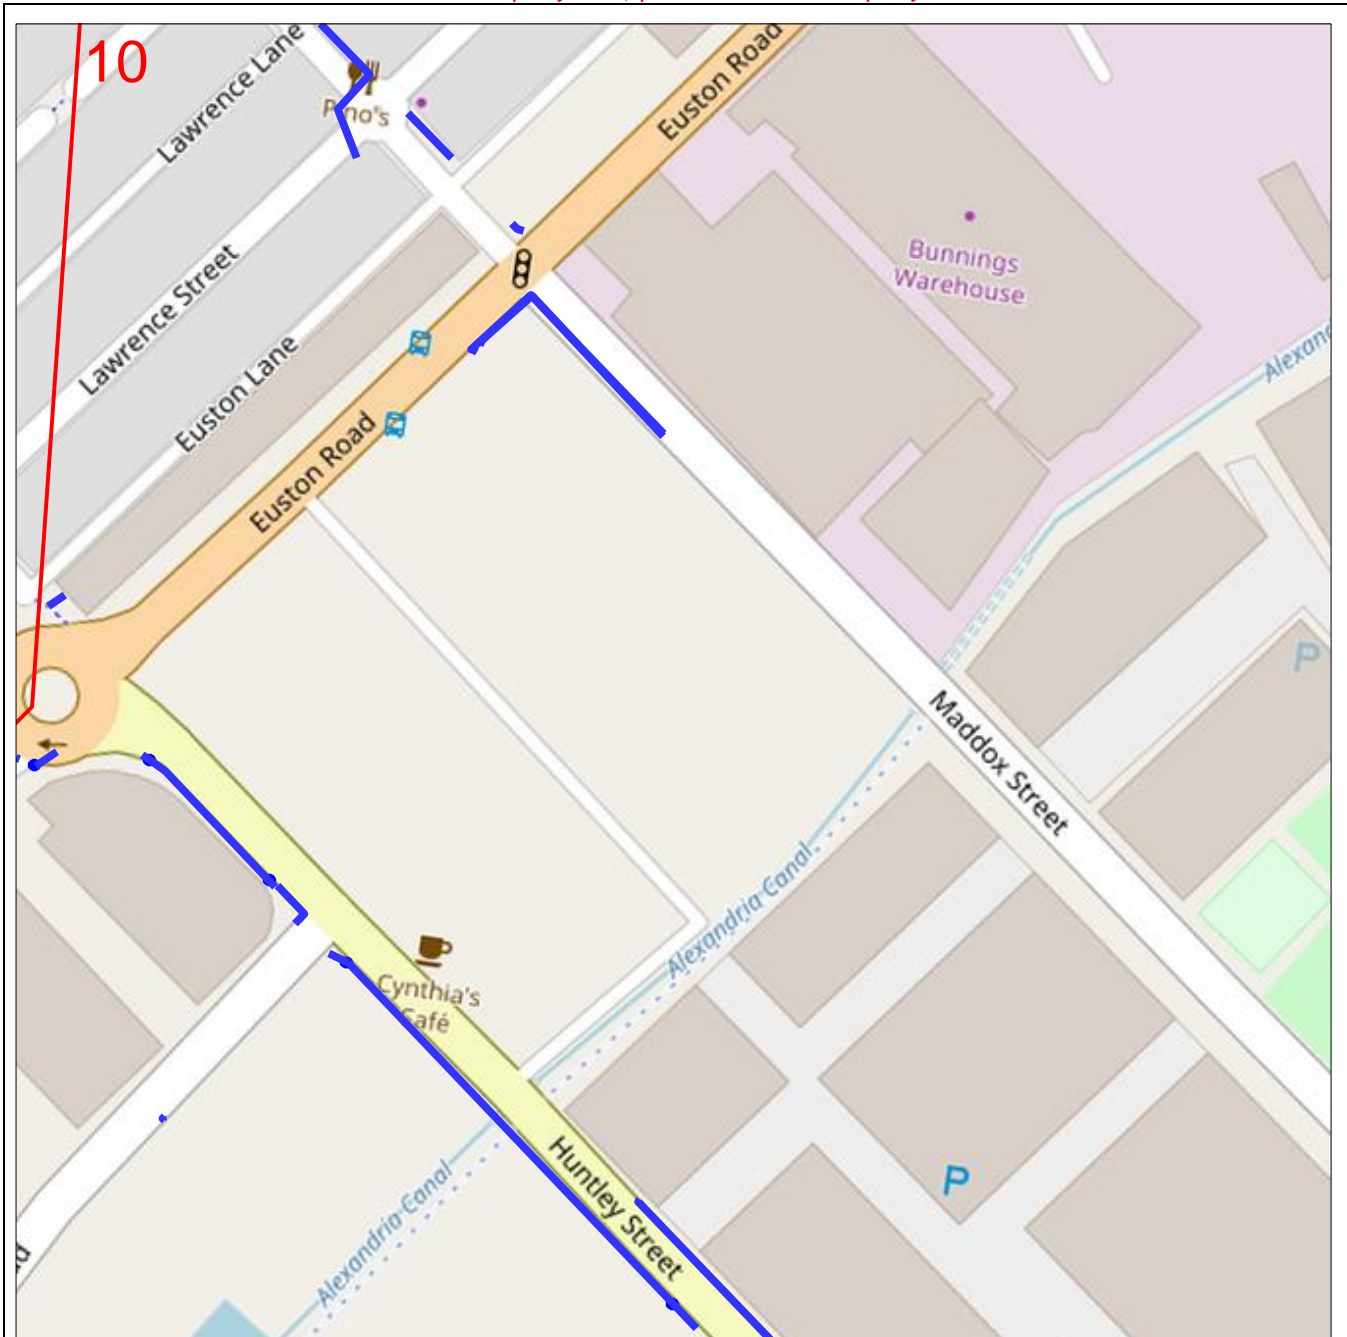 10
Lawrence Lane
Pino's
Euston Road
Bunnings
Warehouse
Lawrence Street
Euston Lane
Euston Road
Maddox Street
Alexandria Canal
Cynthia's
Café
P
Huntley Street
P
Alexandria Canal